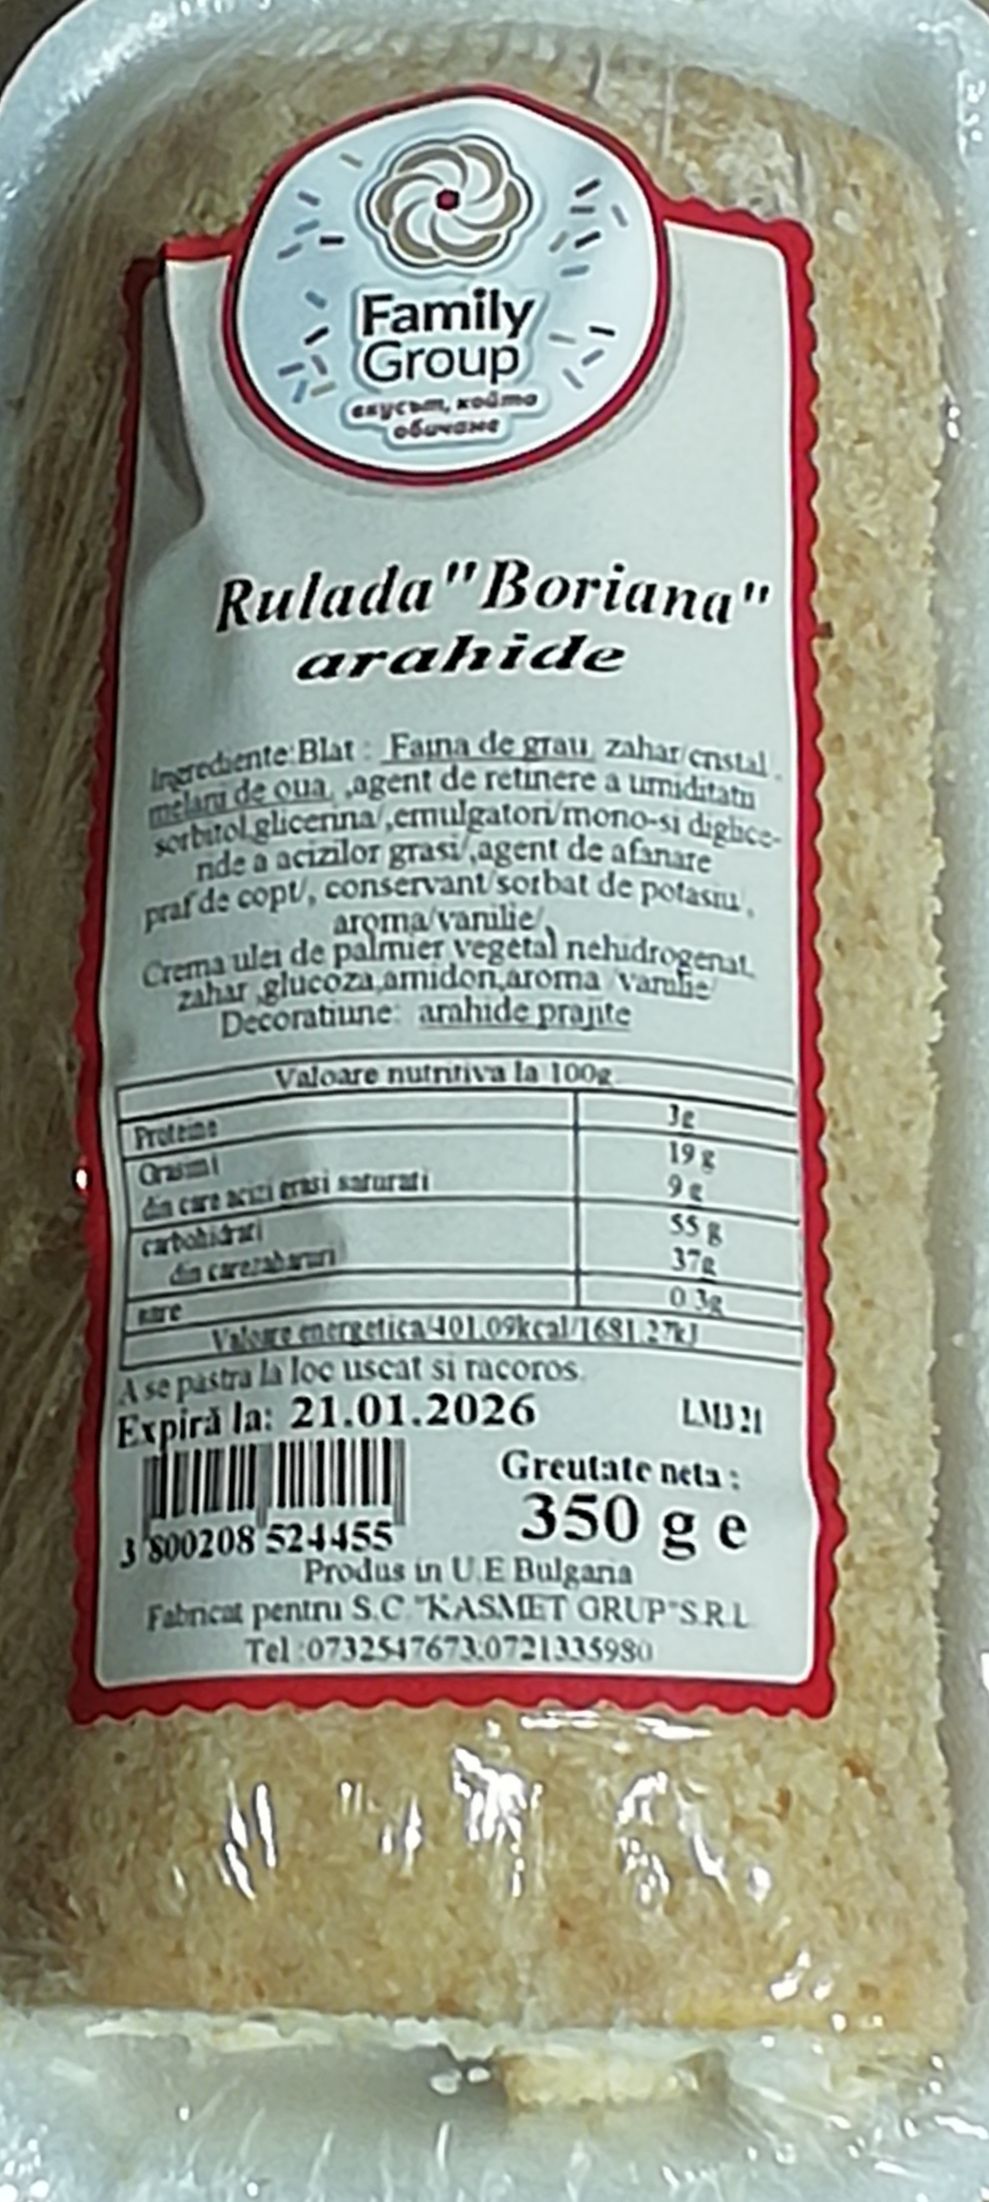 Family
Group
вкусът, който
обичаме
Rulada "Boriana"
arahide
Ingrediente: Blat : Faina de grau, zahar cristal,
melanj de oua, ,agent de retinere a umiditatii
sorbitol,glicerina/,emulgatori/mono-si diglice-
ride a acizilor grasi/,agent de afanare
praf de copt/, conservant/sorbat de potasiu,
aroma/vanilie/,
Crema ulei de palmier vegetal nehidrogenat,
zahar ,glucoza,amidon,aroma /vanilie/
Decoratiune: arahide prajite
Valoare nutritiva la 100g
Proteine 3g
Grasimi 19 g
din care acizi grasi saturati 9 g
carbohidrati 55 g
din carezaharuri 37g
sare 0.3g
Valoare energetica/401.09kcal/1681.27kJ
A se pastra la loc uscat si racoros.
Expiră la: 21.01.2026 LM3 21
Greutate neta :
350 g e
3 800208 524455
Produs in U.E Bulgaria
Fabricat pentru S.C. "KASMET GRUP"S.R.L
Tel :0732547673.0721335980